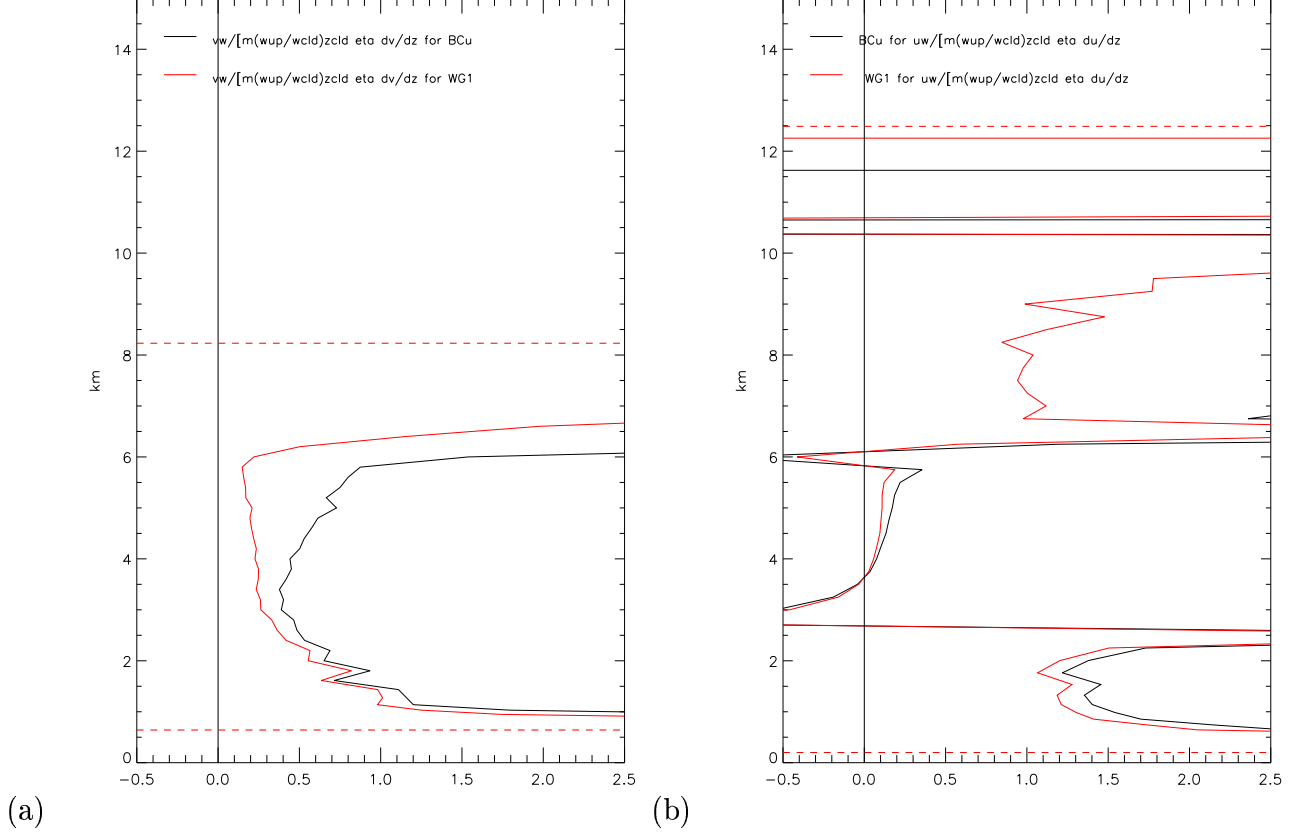 vw/[m(wup/wcld)zcld eta dv/dz for BCu
vw/[m(wup/wcld)zcld eta dv/dz for WG1
14
12
10
8
6
4
2
0
km
−0.5 0.0 0.5 1.0 1.5 2.0 2.5
(a)
BCu for uw/[m(wup/wcld)zcld eta du/dz
WG1 for uw/[m(wup/wcld)zcld eta du/dz
14
12
10
8
6
4
2
0
km
−0.5 0.0 0.5 1.0 1.5 2.0 2.5
(b)